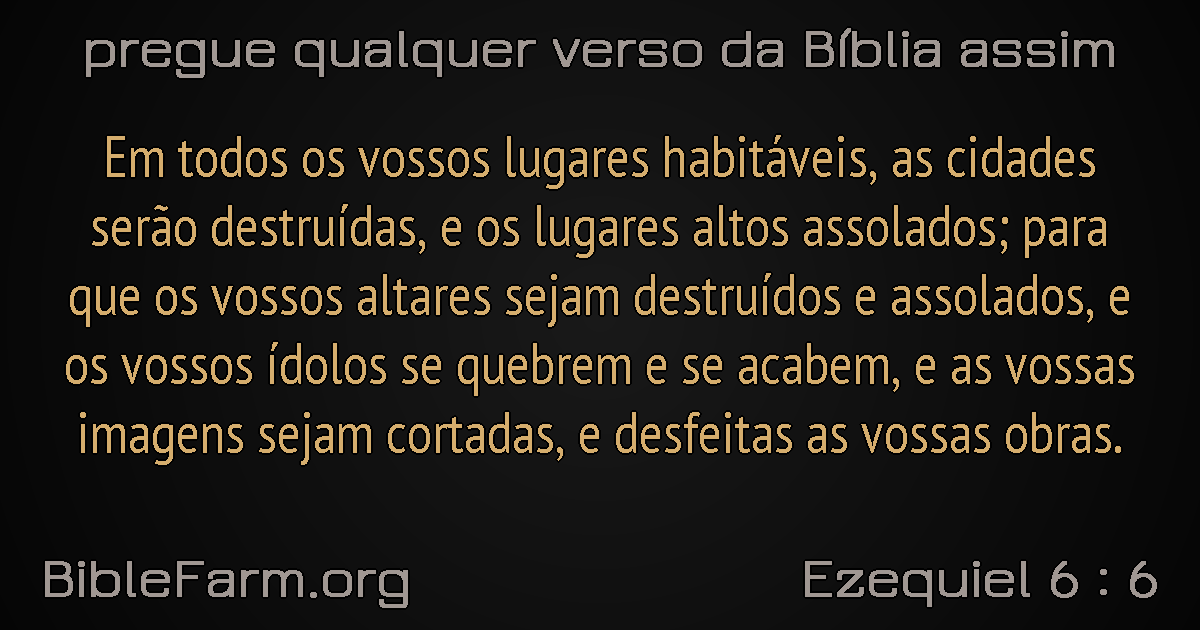 pregue qualquer verso da Bíblia assim
Em todos os vossos lugares habitáveis, as cidades
serão destruídas, e os lugares altos assolados; para
que os vossos altares sejam destruídos e assolados, e
os vossos ídolos se quebrem e se acabem, e as vossas
imagens sejam cortadas, e desfeitas as vossas obras.
BibleFarm.org
Ezequiel 6 : 6